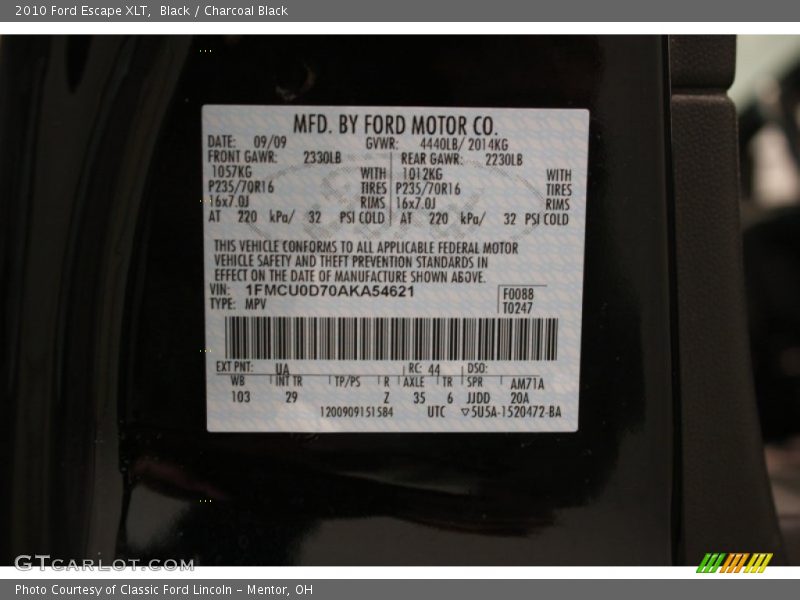 2010 Ford Escape XLT, Black / Charcoal Black
MFD. BY FORD MOTOR CO.
DATE: 09/09 GVWR: 4440LB/ 2014KG
FRONT GAWR: 2330LB REAR GAWR: 2230LB
1057KG WITH 1012KG WITH
P235/70R16 TIRES P235/70R16 TIRES
16x7.0J RIMS 16x7.0J RIMS
AT 220 kPa/ 32 PSI COLD AT 220 kPa/ 32 PSI COLD
THIS VEHICLE CONFORMS TO ALL APPLICABLE FEDERAL MOTOR
VEHICLE SAFETY AND THEFT PREVENTION STANDARDS IN
EFFECT ON THE DATE OF MANUFACTURE SHOWN ABOVE.
VIN: 1FMCU0D70AKA54621 F0088
TYPE: MPV T0247
EXT PNT: UA RC: 44 DSO:
WB INT TR TP/PS R AXLE TR SPR AM71A
103 29 Z 35 6 JJDD 20A
1200909151584 UTC ▽5U5A-1520472-BA
GTCARLOT.COM
Photo Courtesy of Classic Ford Lincoln – Mentor, OH